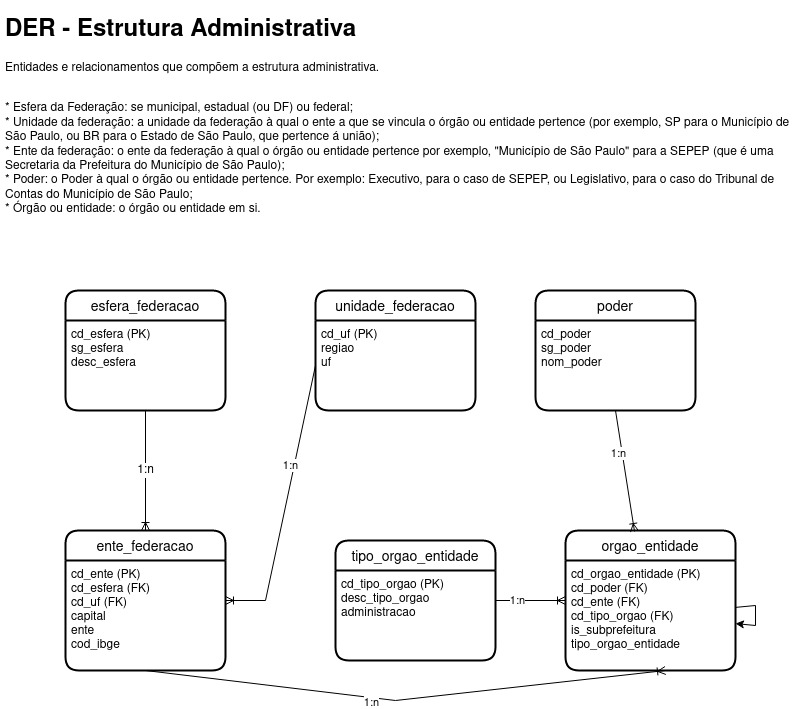 DER - Estrutura Administrativa
Entidades e relacionamentos que compõem a estrutura administrativa.
* Esfera da Federação: se municipal, estadual (ou DF) ou federal;
* Unidade da federação: a unidade da federação à qual o ente a que se vincula o órgão ou entidade pertence (por exemplo, SP para o Município de
São Paulo, ou BR para o Estado de São Paulo, que pertence á união);
* Ente da federação: o ente da federação à qual o órgão ou entidade pertence por exemplo, "Município de São Paulo" para a SEPEP (que é uma
Secretaria da Prefeitura do Município de São Paulo);
* Poder: o Poder à qual o órgão ou entidade pertence. Por exemplo: Executivo, para o caso de SEPEP, ou Legislativo, para o caso do Tribunal de
Contas do Município de São Paulo;
* Órgão ou entidade: o órgão ou entidade em si.
esfera_federacao
cd_esfera (PK)
sg_esfera
desc_esfera
unidade_federacao
cd_uf (PK)
regiao
uf
poder
cd_poder
sg_poder
nom_poder
1:n
1:n
1:n
ente_federacao
cd_ente (PK)
cd_esfera (FK)
cd_uf (FK)
capital
ente
cod_ibge
tipo_orgao_entidade
cd_tipo_orgao (PK)
desc_tipo_orgao
administracao
1:n
orgao_entidade
cd_orgao_entidade (PK)
cd_poder (FK)
cd_ente (FK)
cd_tipo_orgao (FK)
is_subprefeitura
tipo_orgao_entidade
1:n